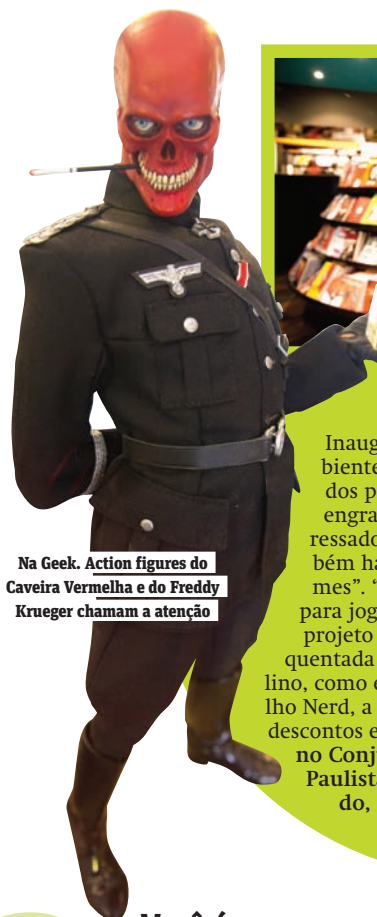 Na Geek. Action figures do
Caveira Vermelha e do Freddy
Krueger chamam a atenção
Inaug
biente
dos p
engra
ressado
bém ha
mes”. “
para jog
projeto
quentada
lino, como
lho Nerd, a
descontos e
no Conj
Paulista
do,